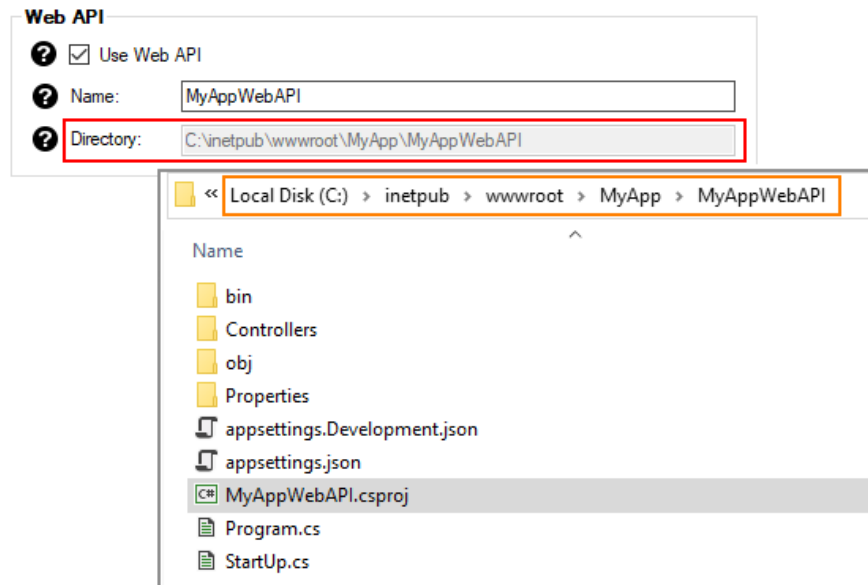 Web API
? Use Web API
? Name: MyAppWebAPI
? Directory: C:\inetpub\wwwroot\MyApp\MyAppWebAPI
« Local Disk (C:) > inetpub > wwwroot > MyApp > MyAppWebAPI
Name
bin
Controllers
obj
Properties
appsettings.Development.json
appsettings.json
C# MyAppWebAPI.csproj
Program.cs
StartUp.cs